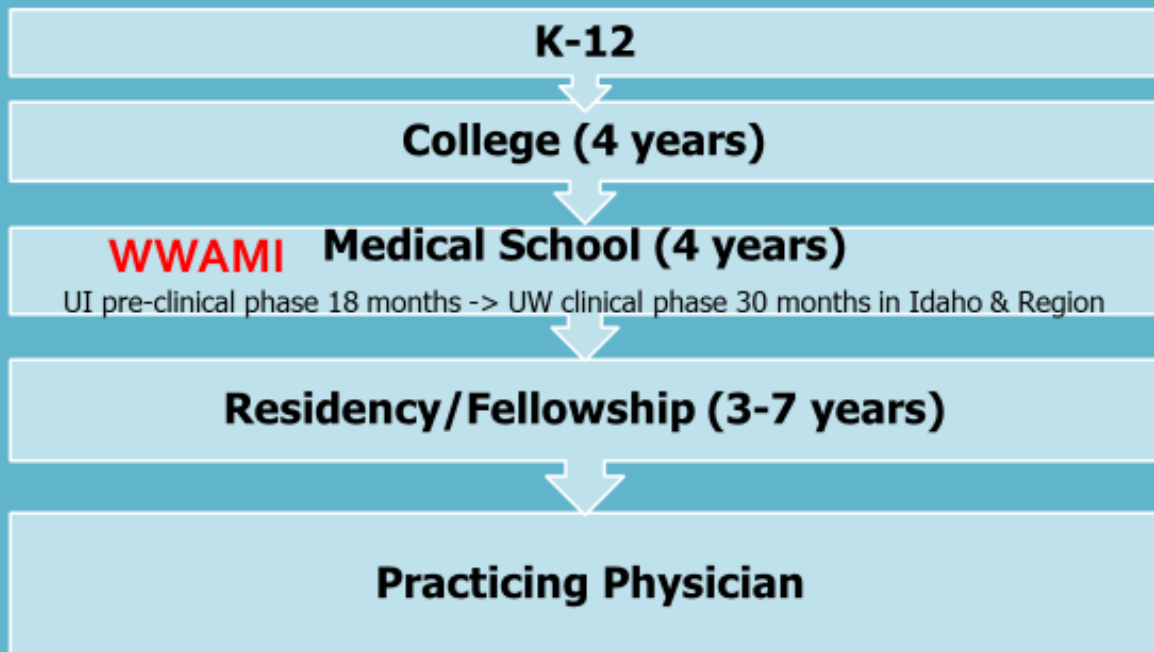 K-12
College (4 years)
WWAMI Medical School (4 years)
UI pre-clinical phase 18 months -> UW clinical phase 30 months in Idaho & Region
Residency/Fellowship (3-7 years)
Practicing Physician